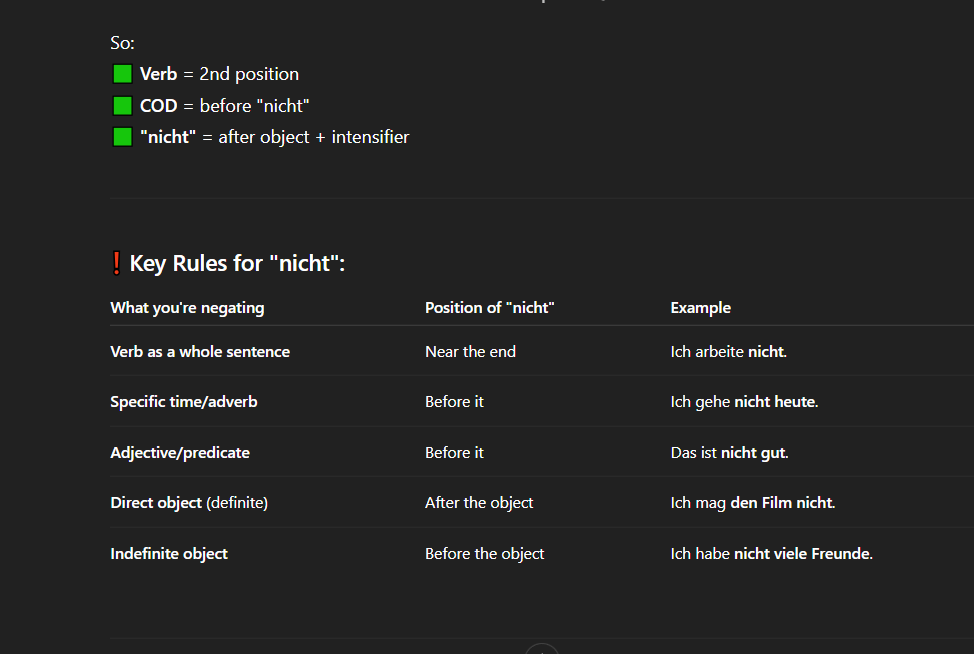 So:
Verb = 2nd position
COD = before "nicht"
"nicht" = after object + intensifier
❗ Key Rules for "nicht":
What you're negating Position of "nicht" Example
Verb as a whole sentence Near the end Ich arbeite nicht.
Specific time/adverb Before it Ich gehe nicht heute.
Adjective/predicate Before it Das ist nicht gut.
Direct object (definite) After the object Ich mag den Film nicht.
Indefinite object Before the object Ich habe nicht viele Freunde.